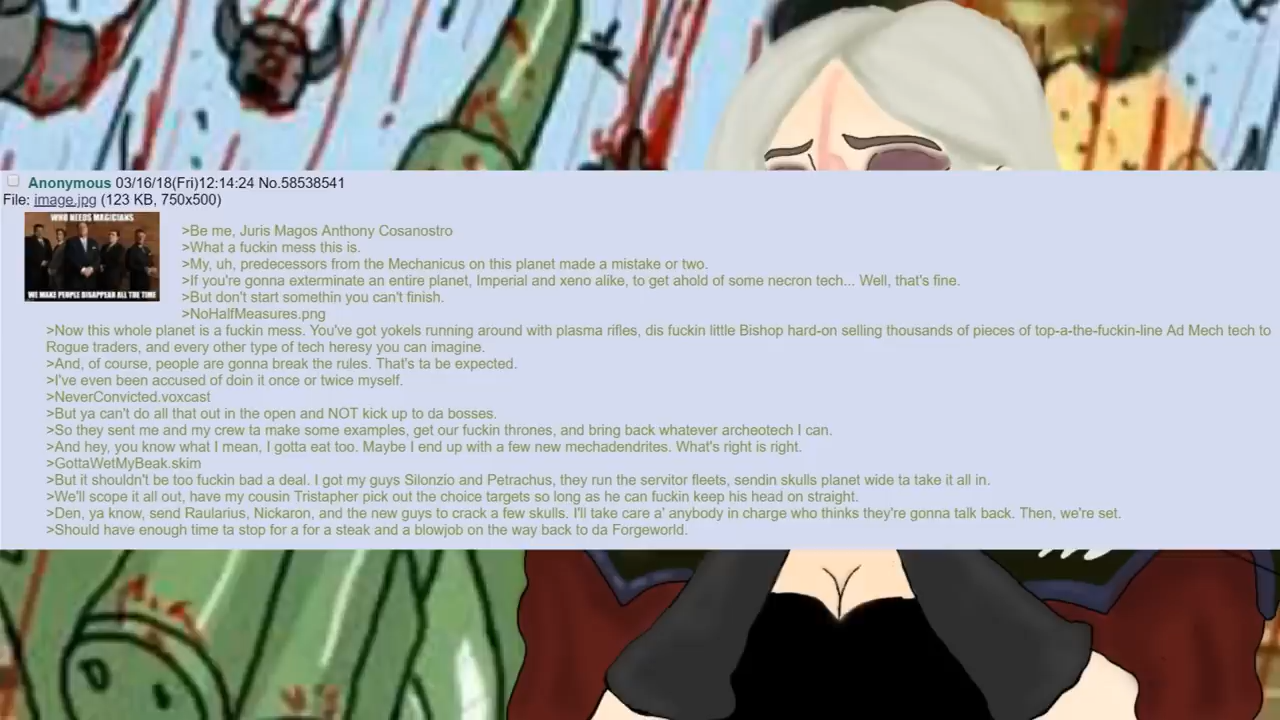 Anonymous 03/16/18(Fri)12:14:24 No.58538541
File: image.jpg (123 KB, 750x500)
WHO NEEDS MAGICIANS
WE MAKE PEOPLE DISAPPEAR ALL THE TIME
>Be me, Juris Magos Anthony Cosanostro
>What a fuckin mess this is.
>My, uh, predecessors from the Mechanicus on this planet made a mistake or two.
>If you're gonna exterminate an entire planet, Imperial and xeno alike, to get ahold of some necron tech... Well, that's fine.
>But don't start somethin you can't finish.
>NoHalfMeasures.png
>Now this whole planet is a fuckin mess. You've got yokels running around with plasma rifles, dis fuckin little Bishop hard-on selling thousands of pieces of top-a-the-fuckin-line Ad Mech tech to
Rogue traders, and every other type of tech heresy you can imagine.
>And, of course, people are gonna break the rules. That's ta be expected.
>I've even been accused of doin it once or twice myself.
>NeverConvicted.voxcast
>But ya can't do all that out in the open and NOT kick up to da bosses.
>So they sent me and my crew ta make some examples, get our fuckin thrones, and bring back whatever archeotech I can.
>And hey, you know what I mean, I gotta eat too. Maybe I end up with a few new mechadendrites. What's right is right.
>GottaWetMyBeak.skim
>But it shouldn't be too fuckin bad a deal. I got my guys Silonzio and Petrachus, they run the servitor fleets, sendin skulls planet wide ta take it all in.
>We'll scope it all out, have my cousin Tristapher pick out the choice targets so long as he can fuckin keep his head on straight.
>Den, ya know, send Raularius, Nickaron, and the new guys to crack a few skulls. I'll take care a' anybody in charge who thinks they're gonna talk back. Then, we're set.
>Should have enough time ta stop for a for a steak and a blowjob on the way back to da Forgeworld.